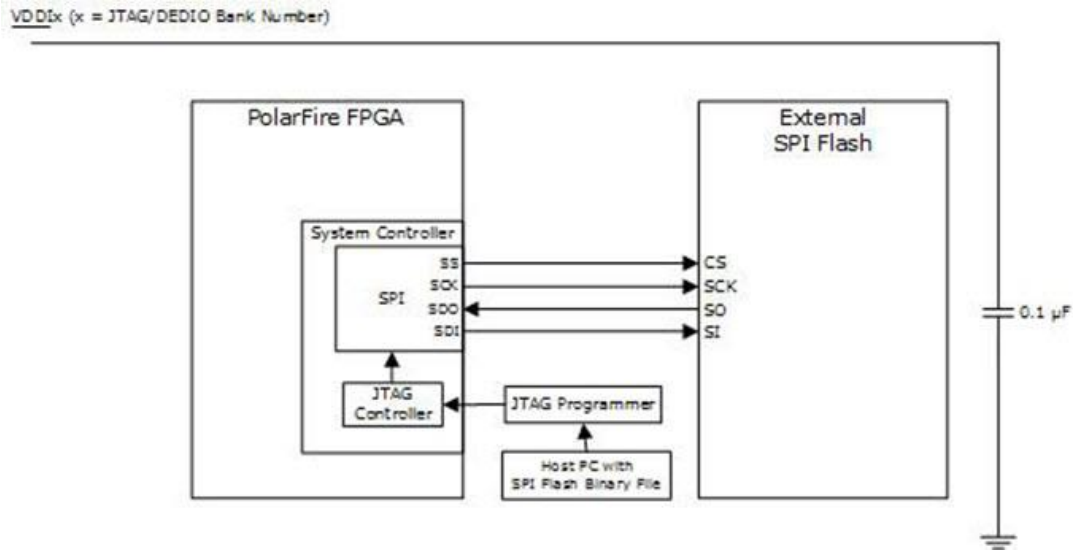 VDDIx (x = JTAG/DEDIO Bank Number)
PolarFire FPGA
External
SPI Flash
System Controller
SPI
SS
SCK
SDO
SDI
CS
SCK
SO
SI
0.1 µF
JTAG
Controller
JTAG Programmer
Host PC with
SPI Flash Binary File